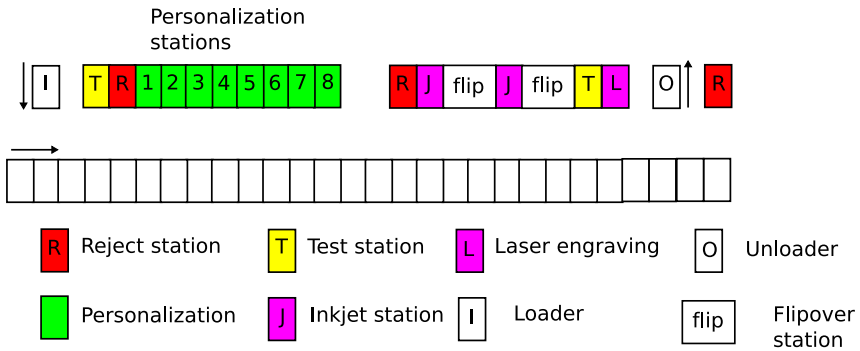 Personalization
stations
I T R 1 2 3 4 5 6 7 8 R J flip J flip T L O R
R Reject station T Test station L Laser engraving O Unloader
Personalization J Inkjet station I Loader flip Flipover
station